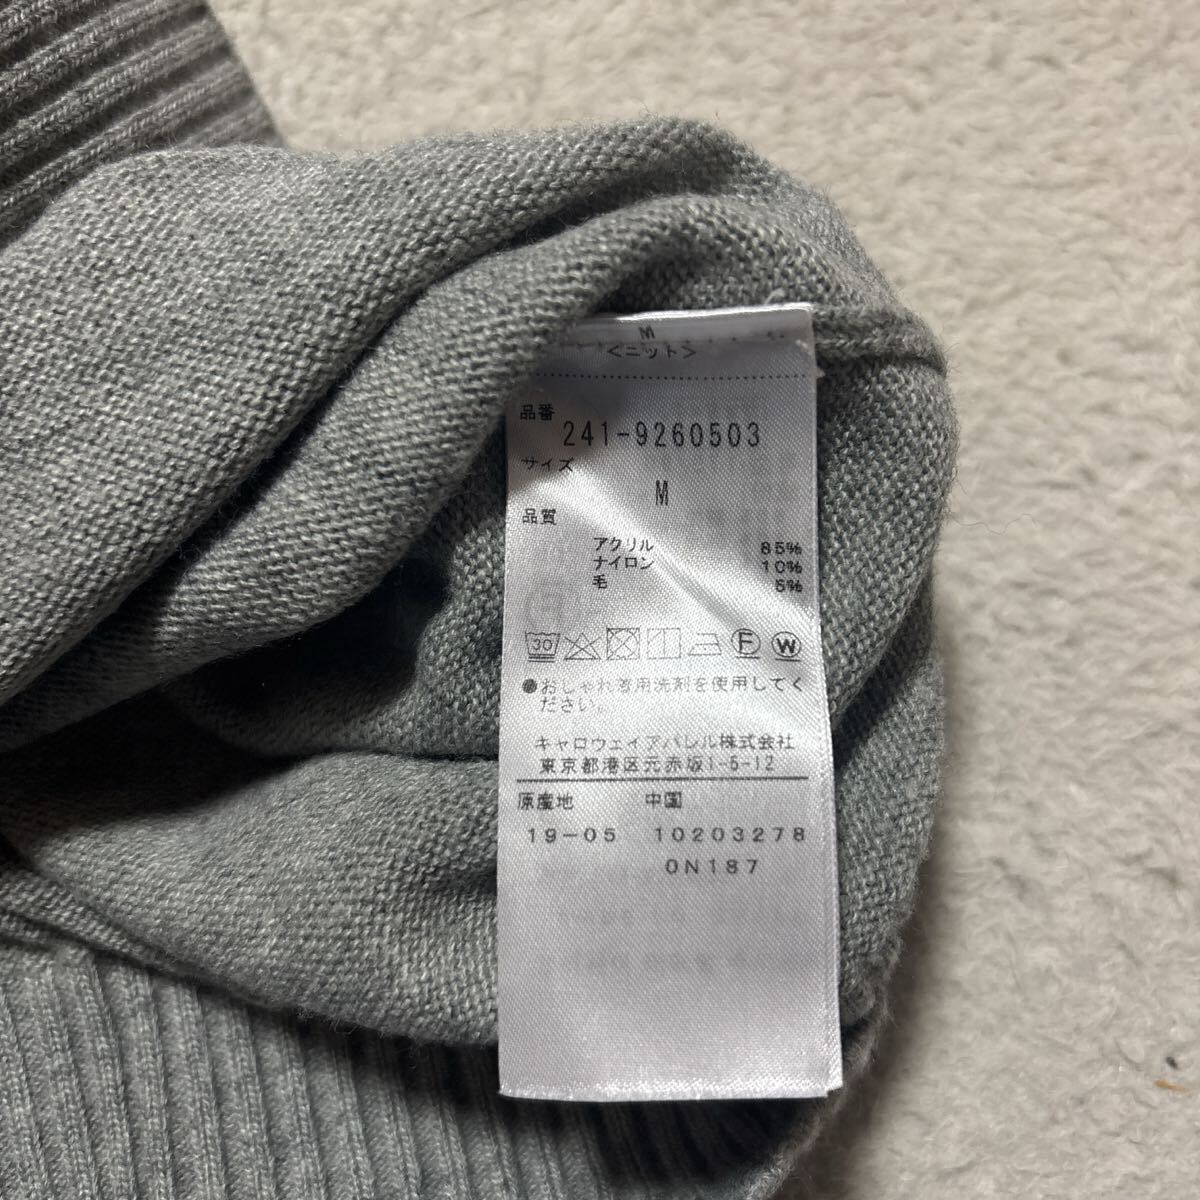 M
<ニット>
品番
241-9260503
サイズ
M
品質
アクリル 85%
ナイロン 10%
毛 5%
30 F W
●おしゃれ着用洗剤を使用してく
ださい。
キャロウェイアパレル株式会社
東京都港区元赤坂1-5-12
原産地 中国
19-05 10203278
0N187